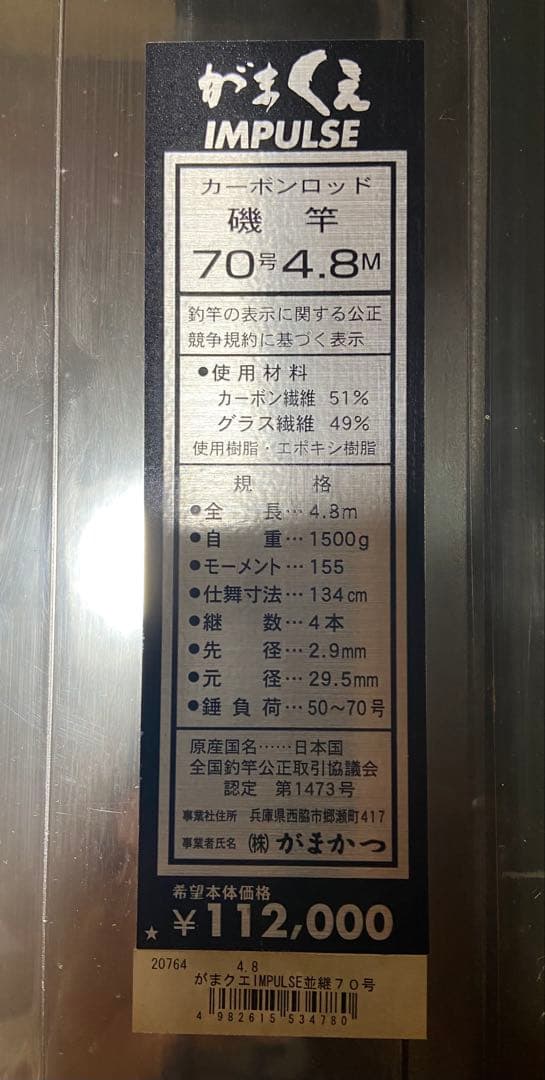 がまくえ
IMPULSE
カーボンロッド
磯 竿
70号4.8M
釣竿の表示に関する公正
競争規約に基づく表示
●使用材料
カーボン繊維 51%
グラス繊維 49%
使用樹脂・エポキシ樹脂
規 格
●全 長…4.8m
●自 重…1500g
●モーメント…155
●仕舞寸法…134cm
●継 数…4本
●先 径…2.9mm
●元 径…29.5mm
●錘負荷…50〜70号
原産国名……日本国
全国釣竿公正取引協議会
認定 第1473号
事業社住所 兵庫県西脇市郷瀬町417
事業者氏名 (株)がまかつ
希望本体価格
★ ¥112,000
20764 4.8
がまクエIMPULSE並継70号
4 982615 534780